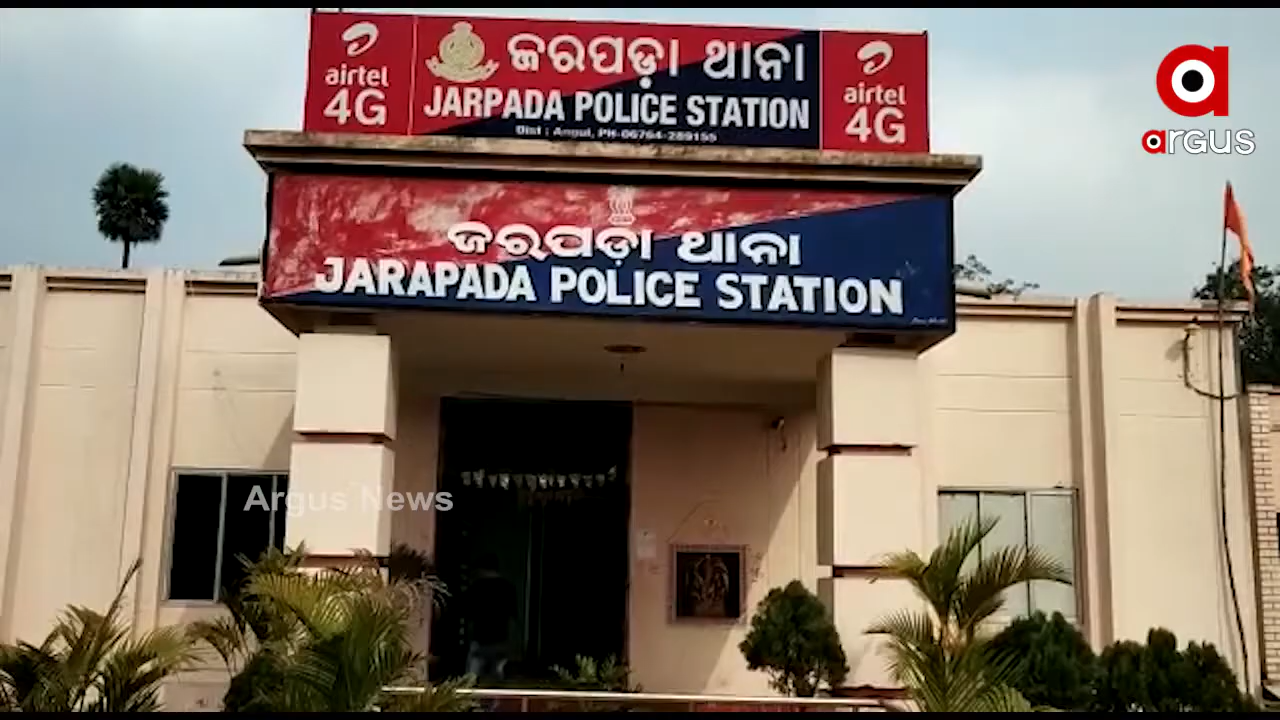 airtel
4G
ଜରପଡ଼ା ଥାନା
JARPADA POLICE STATION
Dist : Angul, PH-06764-289155
airtel
4G
argus
ଜରପଡ଼ା ଥାନା
JARAPADA POLICE STATION
Argus News